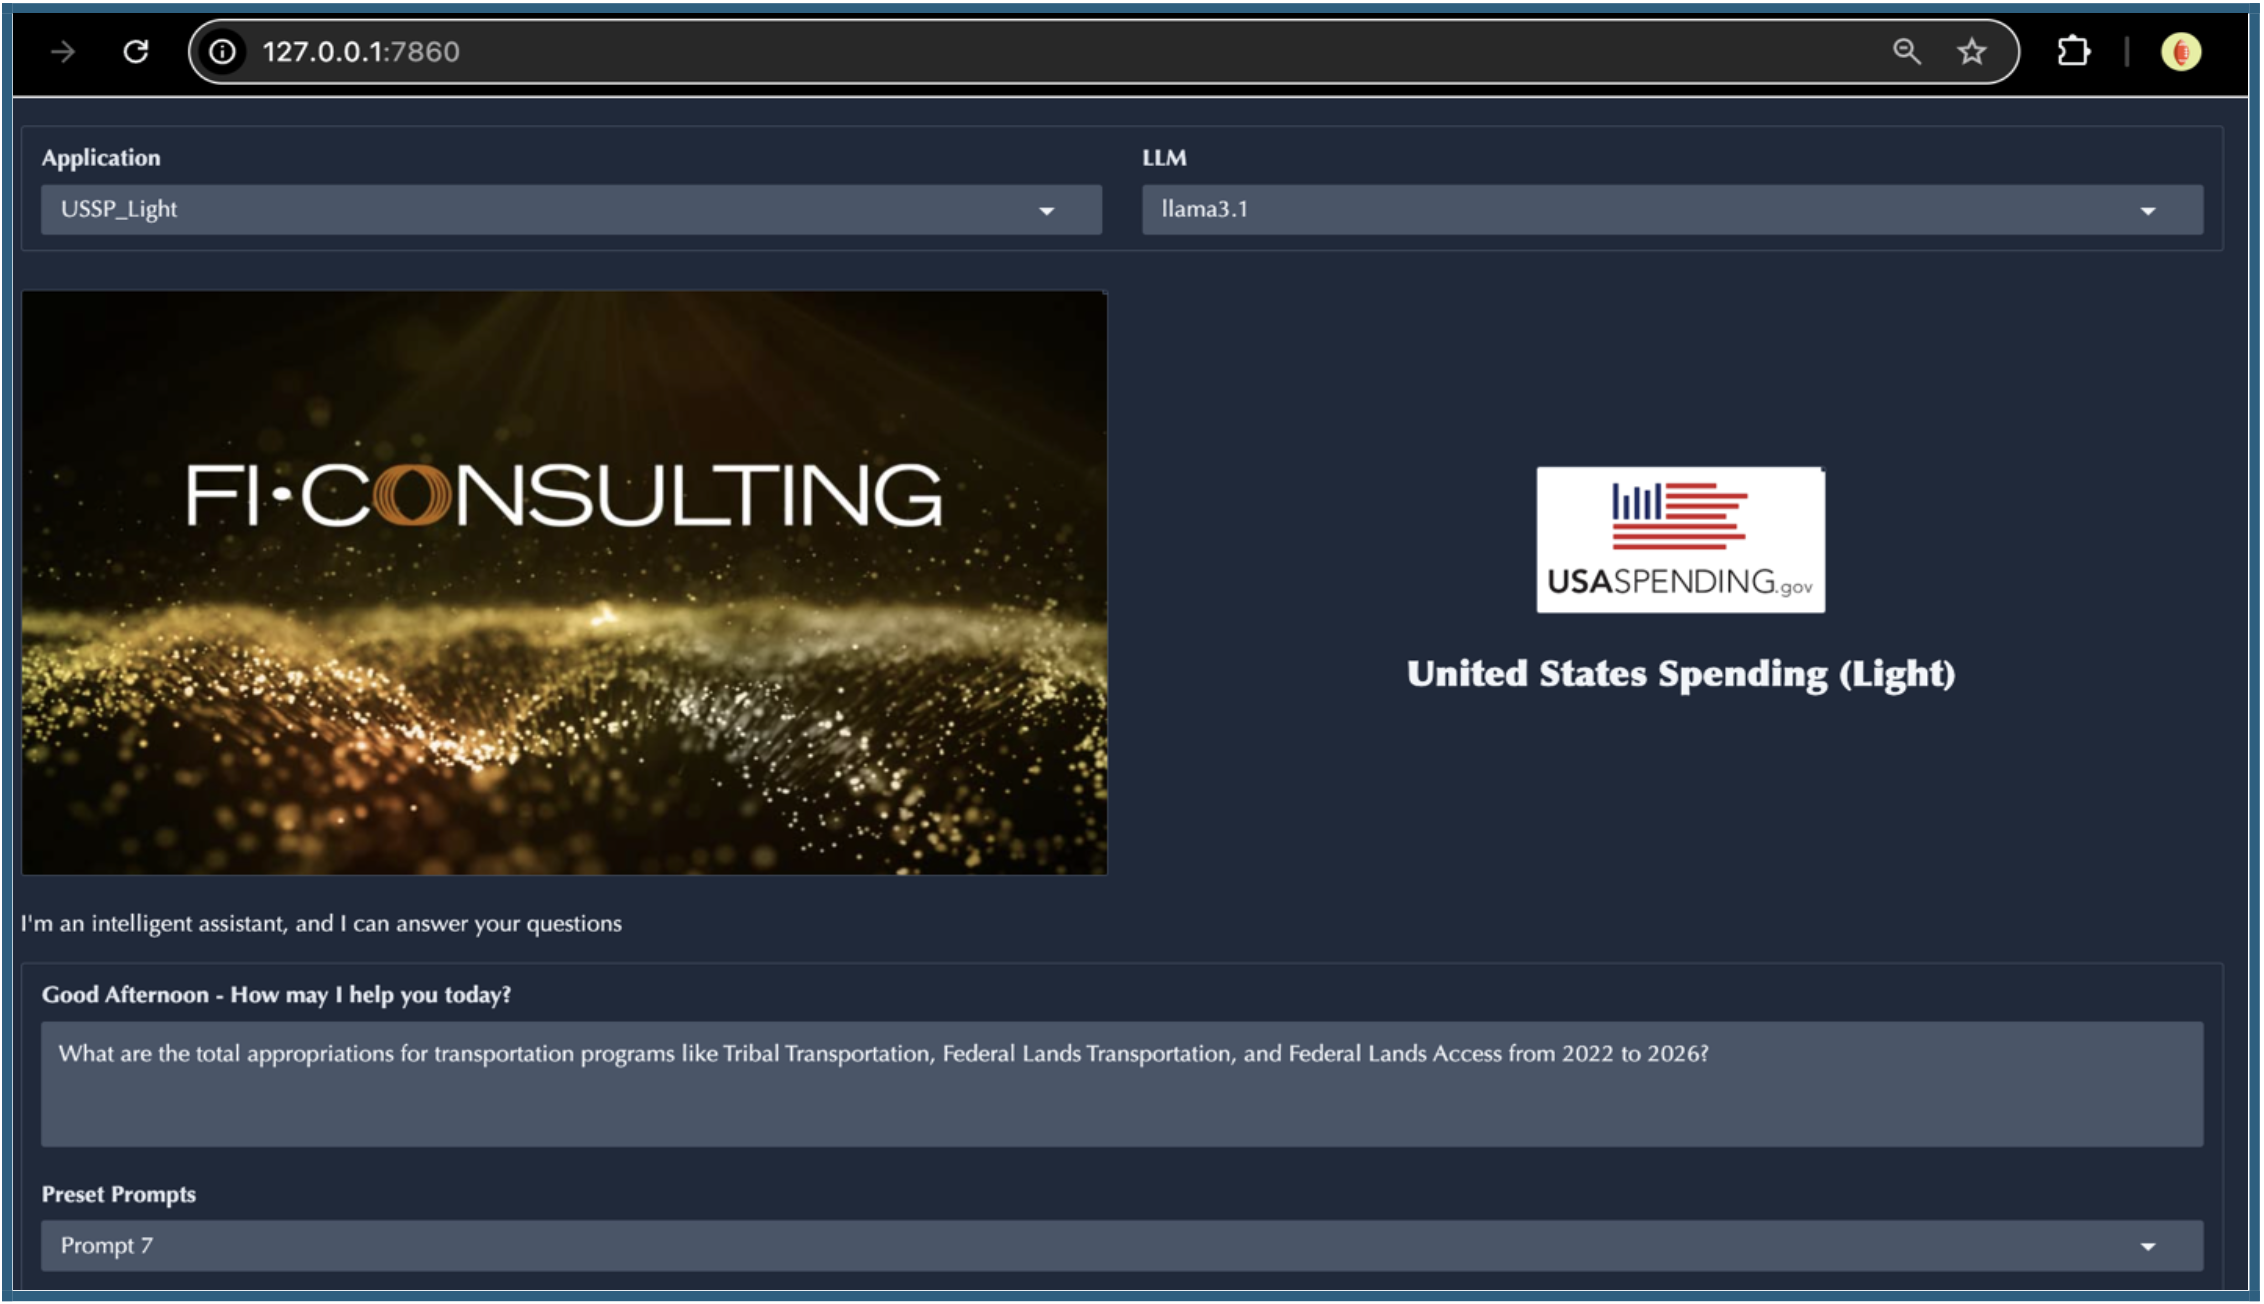 127.0.0.1:7860
Application
LLM
USSP_Light
llama3.1
FI·CONSULTING
USASPENDING.gov
United States Spending (Light)
I'm an intelligent assistant, and I can answer your questions
Good Afternoon - How may I help you today?
What are the total appropriations for transportation programs like Tribal Transportation, Federal Lands Transportation, and Federal Lands Access from 2022 to 2026?
Preset Prompts
Prompt 7